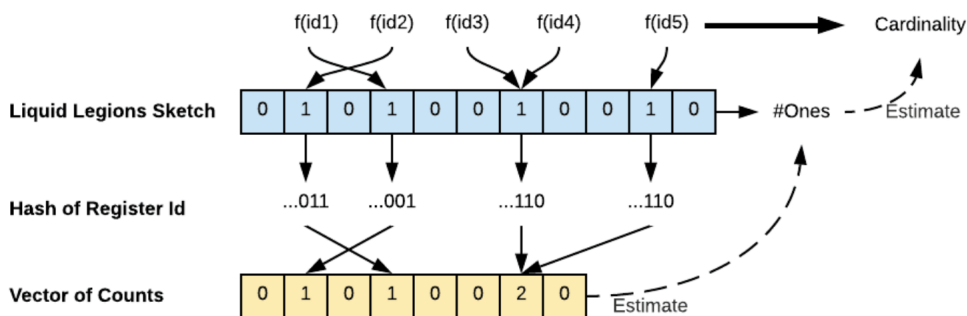 f(id1) f(id2) f(id3) f(id4) f(id5) Cardinality
Liquid Legions Sketch 0 1 0 1 0 0 1 0 0 1 0 #Ones Estimate
Hash of Register Id ...011 ...001 ...110 ...110
Vector of Counts 0 1 0 1 0 0 2 0 Estimate